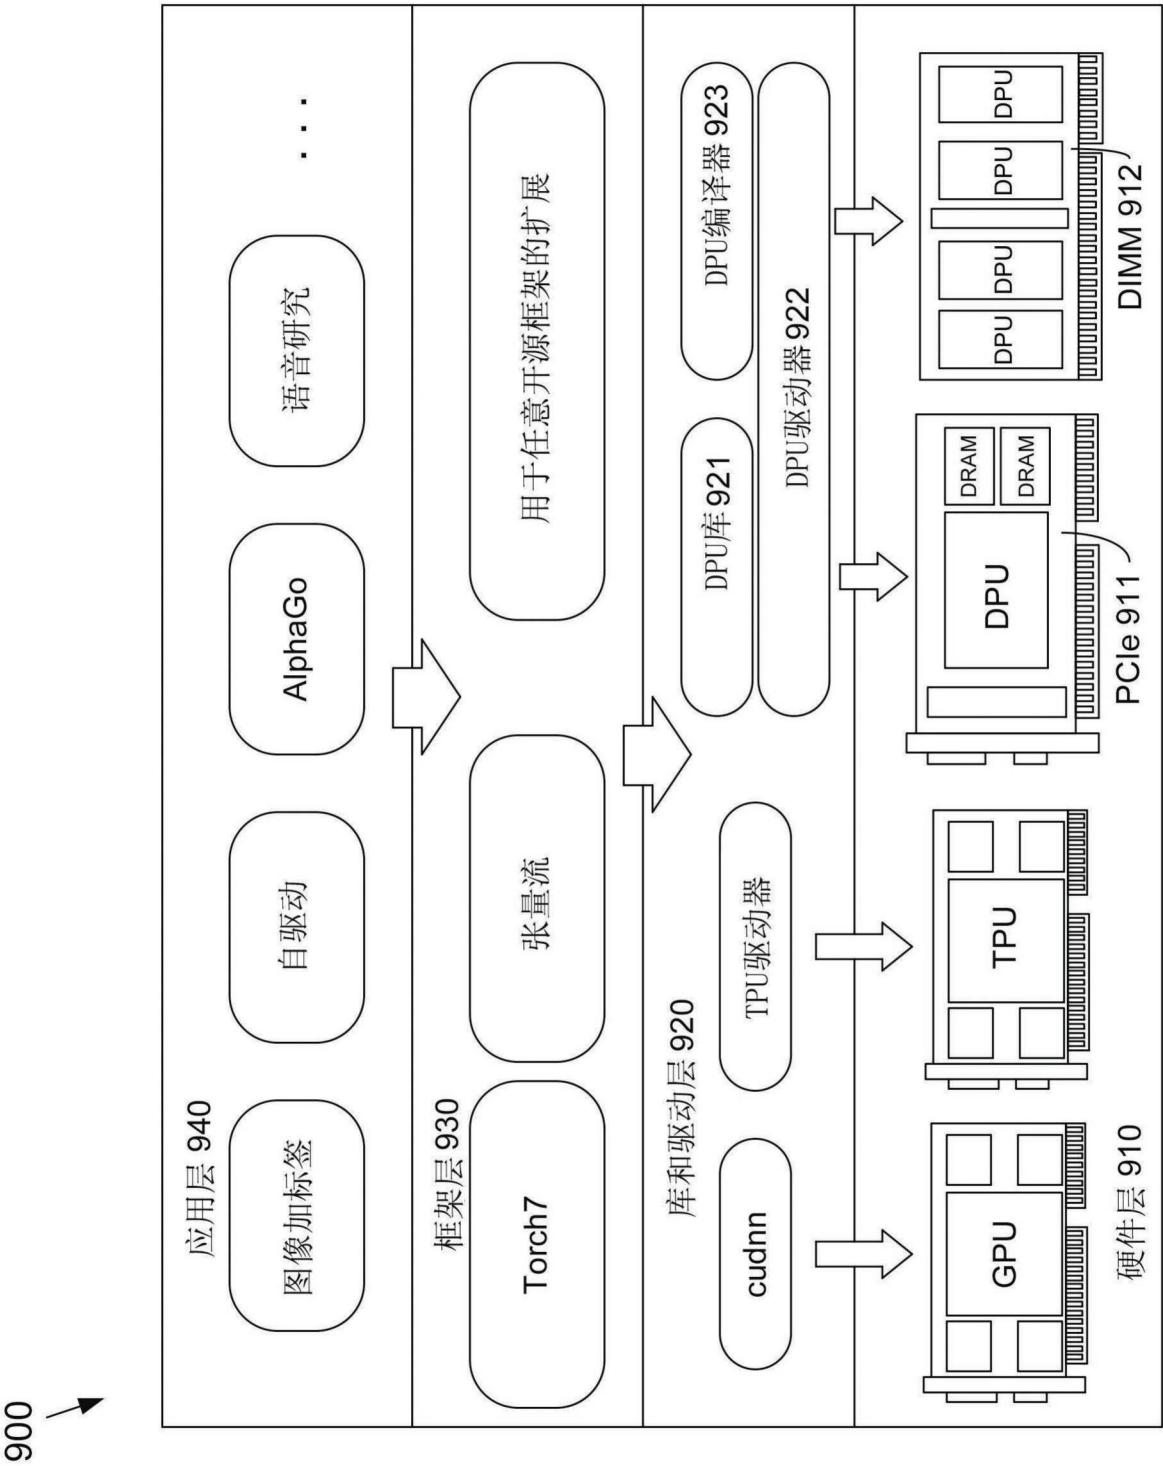 900
应用层 940
图像加标签
自驱动
AlphaGo
语音研究
. . .
框架层 930
Torch7
张量流
用于任意开源框架的扩展
库和驱动层 920
cudnn
TPU驱动器
DPU库 921
DPU编译器 923
DPU驱动器 922
GPU
TPU
DPU
DRAM
DRAM
DPU
DPU
DPU
DPU
硬件层 910
PCIe 911
DIMM 912